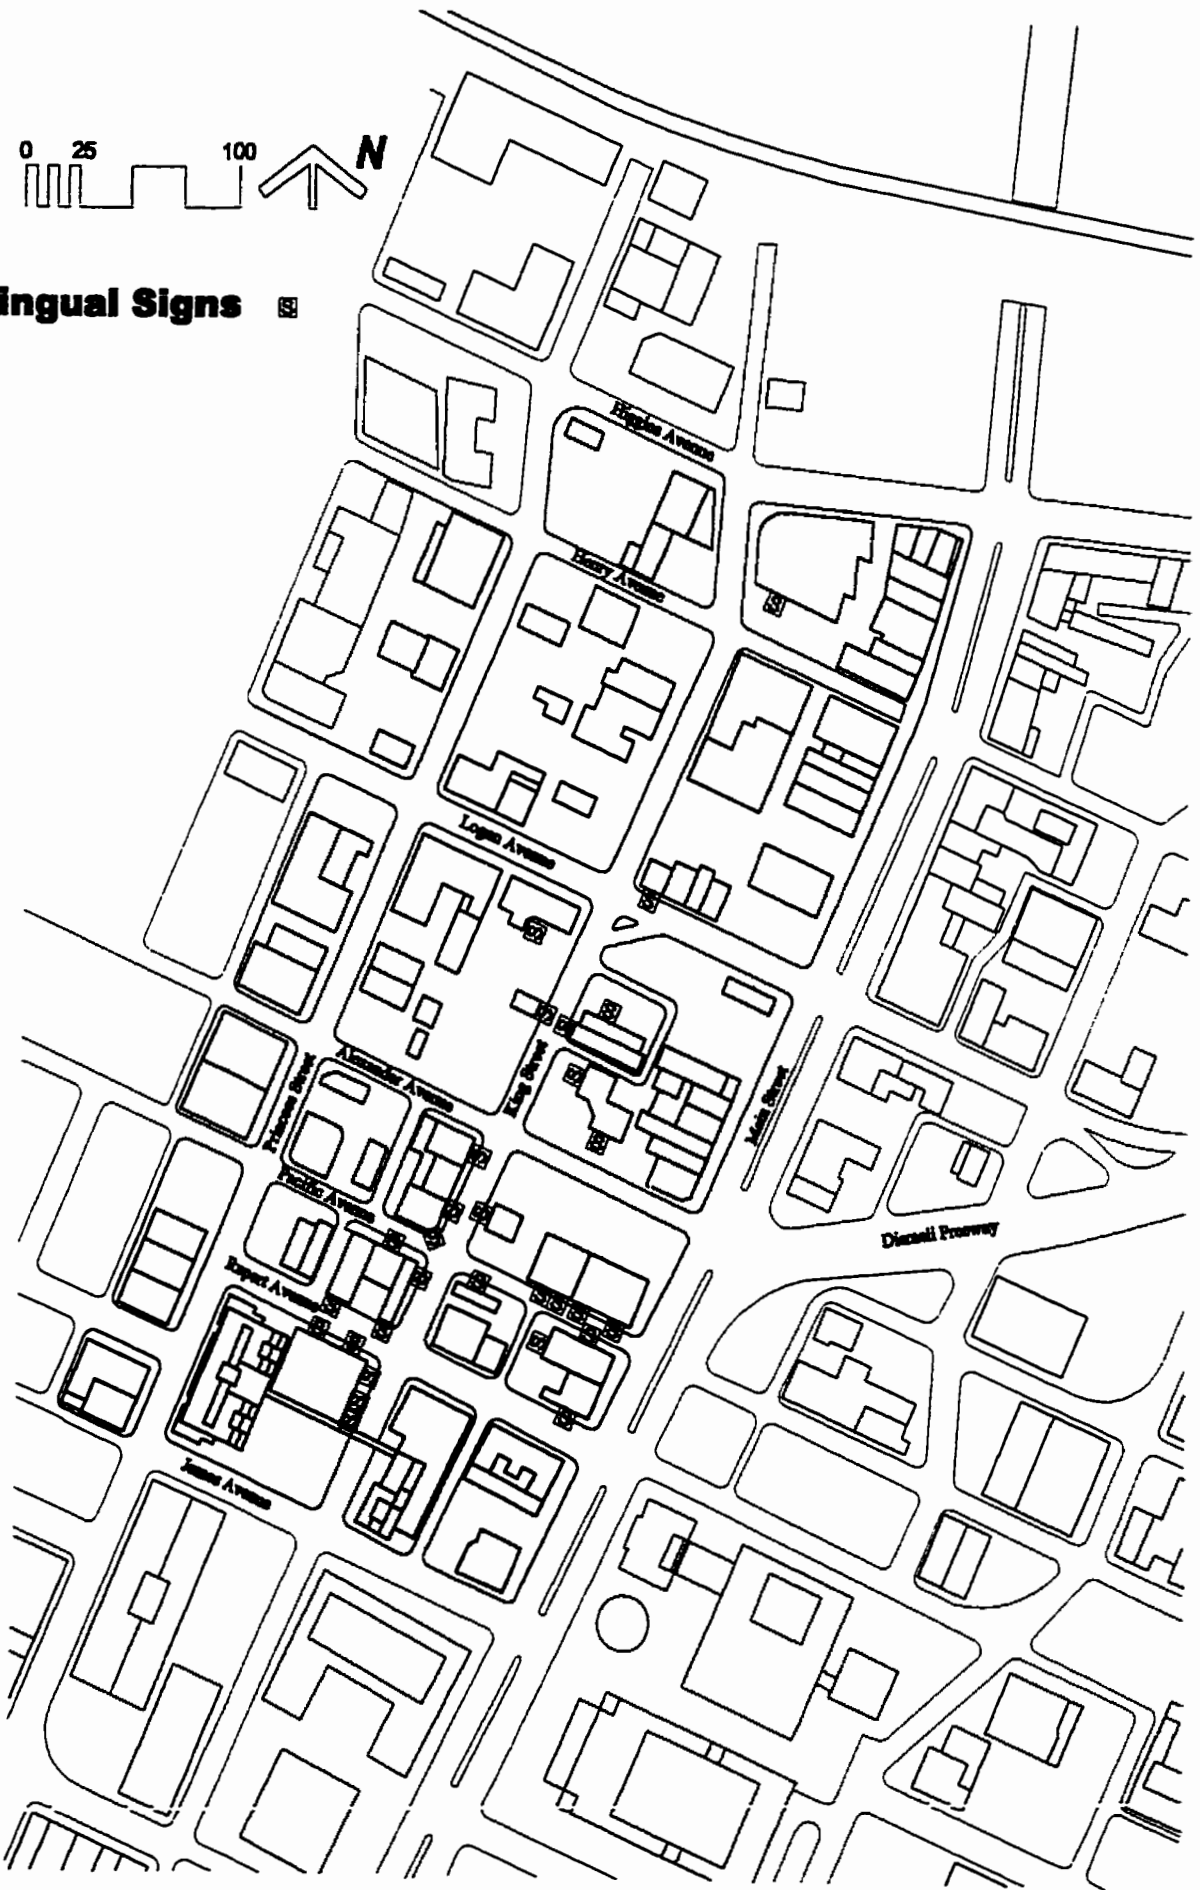 0 25 100 N
ingual Signs S
Higgins Avenue
Henry Avenue
Logan Avenue
Alexander Avenue
King Street
Princess Street
Main Street
Pacific Avenue
Disraeli Freeway
Rupert Avenue
James Avenue